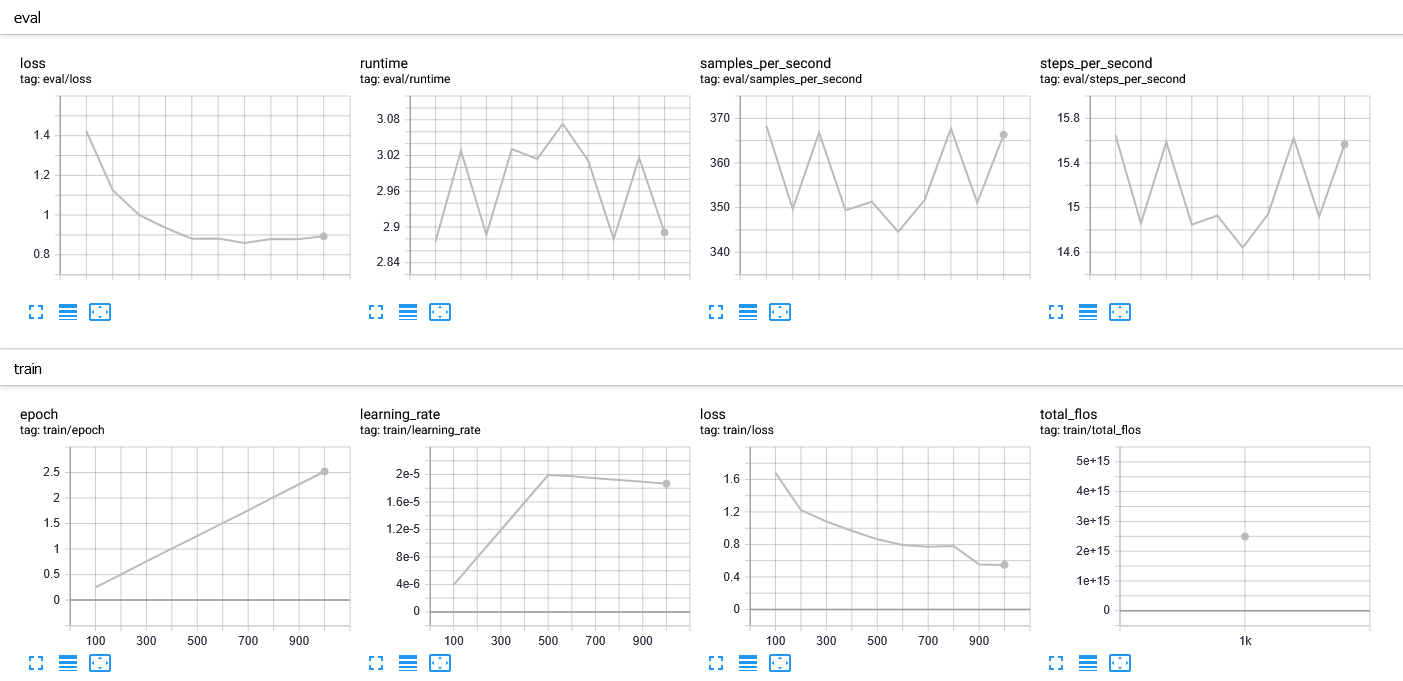 eval
loss
tag: eval/loss
1.4
1.2
1
0.8
runtime
tag: eval/runtime
3.08
3.02
2.96
2.9
2.84
samples_per_second
tag: eval/samples_per_second
370
360
350
340
steps_per_second
tag: eval/steps_per_second
15.8
15.4
15
14.6
train
epoch
tag: train/epoch
2.5
2
1.5
1
0.5
0
100 300 500 700 900
learning_rate
tag: train/learning_rate
2e-5
1.6e-5
1.2e-5
8e-6
4e-6
0
100 300 500 700 900
loss
tag: train/loss
1.6
1.2
0.8
0.4
0
100 300 500 700 900
total_flos
tag: train/total_flos
5e+15
4e+15
3e+15
2e+15
1e+15
0
1k